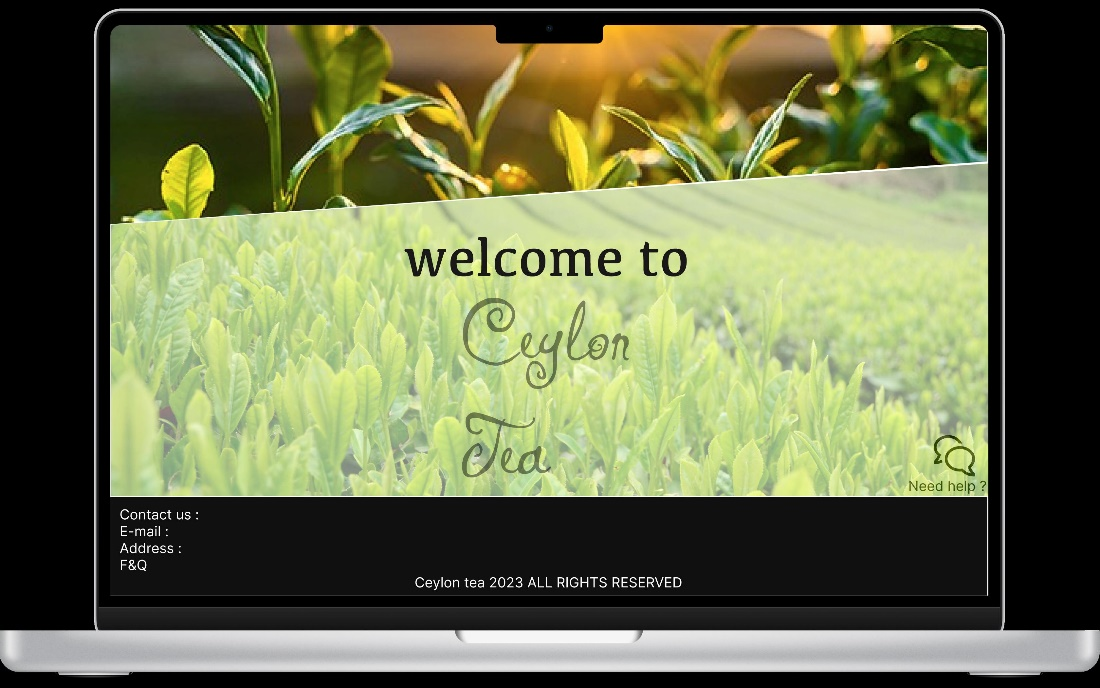 welcome to
Ceylon
Tea
Need help ?
Contact us :
E-mail :
Address :
F&Q
Ceylon tea 2023 ALL RIGHTS RESERVED